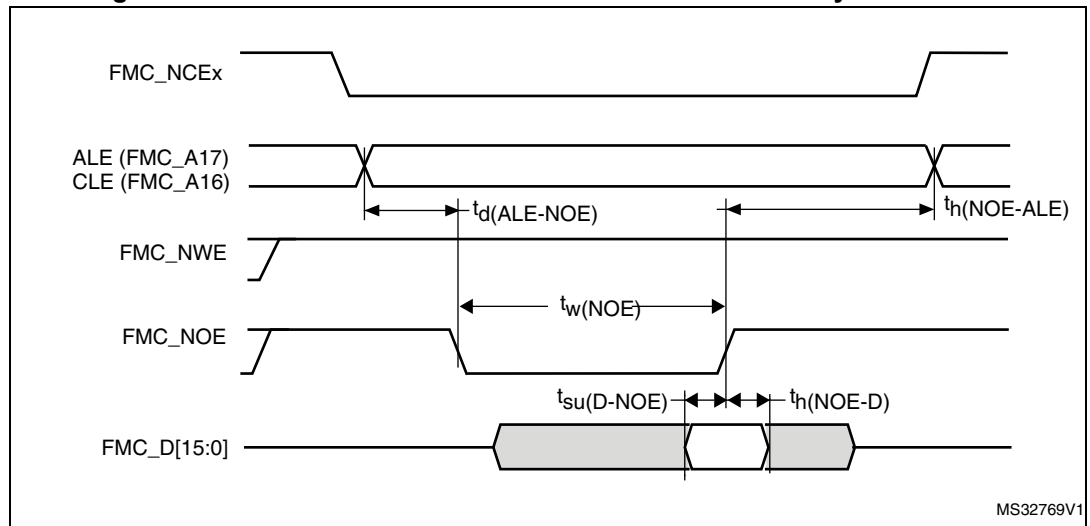 FMC_NCEx
ALE (FMC_A17)
CLE (FMC_A16)
td(ALE-NOE)
th(NOE-ALE)
FMC_NWE
tw(NOE)
FMC_NOE
tsu(D-NOE)
th(NOE-D)
FMC_D[15:0]
MS32769V1